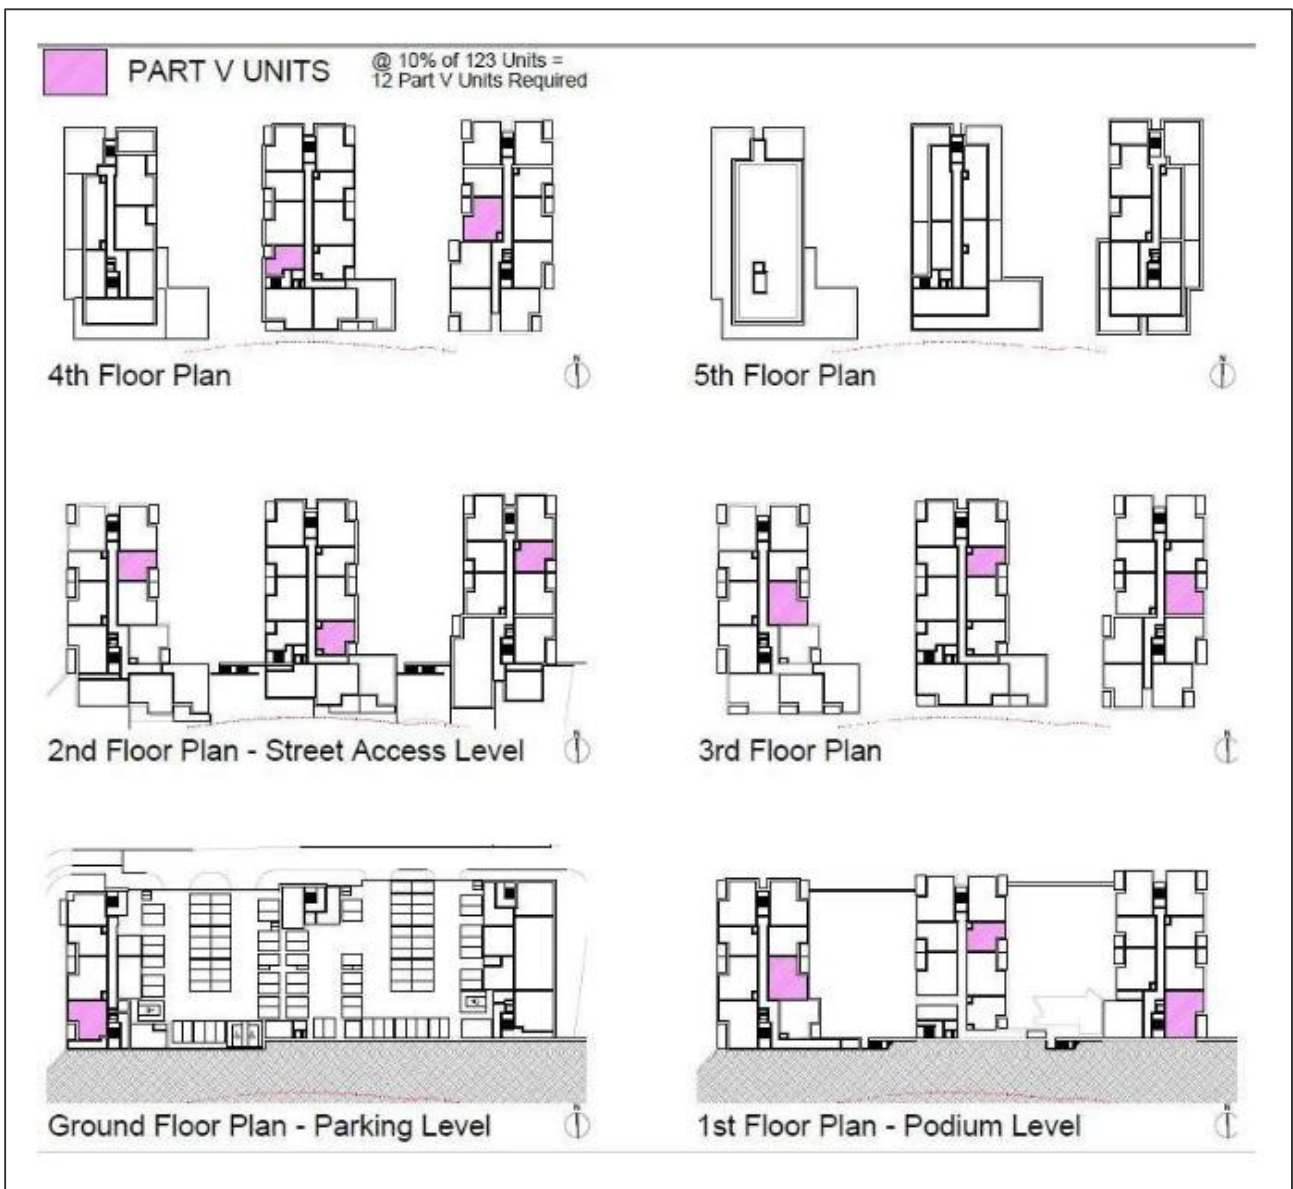 PART V UNITS
@ 10% of 123 Units =
12 Part V Units Required
4th Floor Plan
N
5th Floor Plan
N
2nd Floor Plan - Street Access Level
N
3rd Floor Plan
N
Ground Floor Plan - Parking Level
N
1st Floor Plan - Podium Level
N